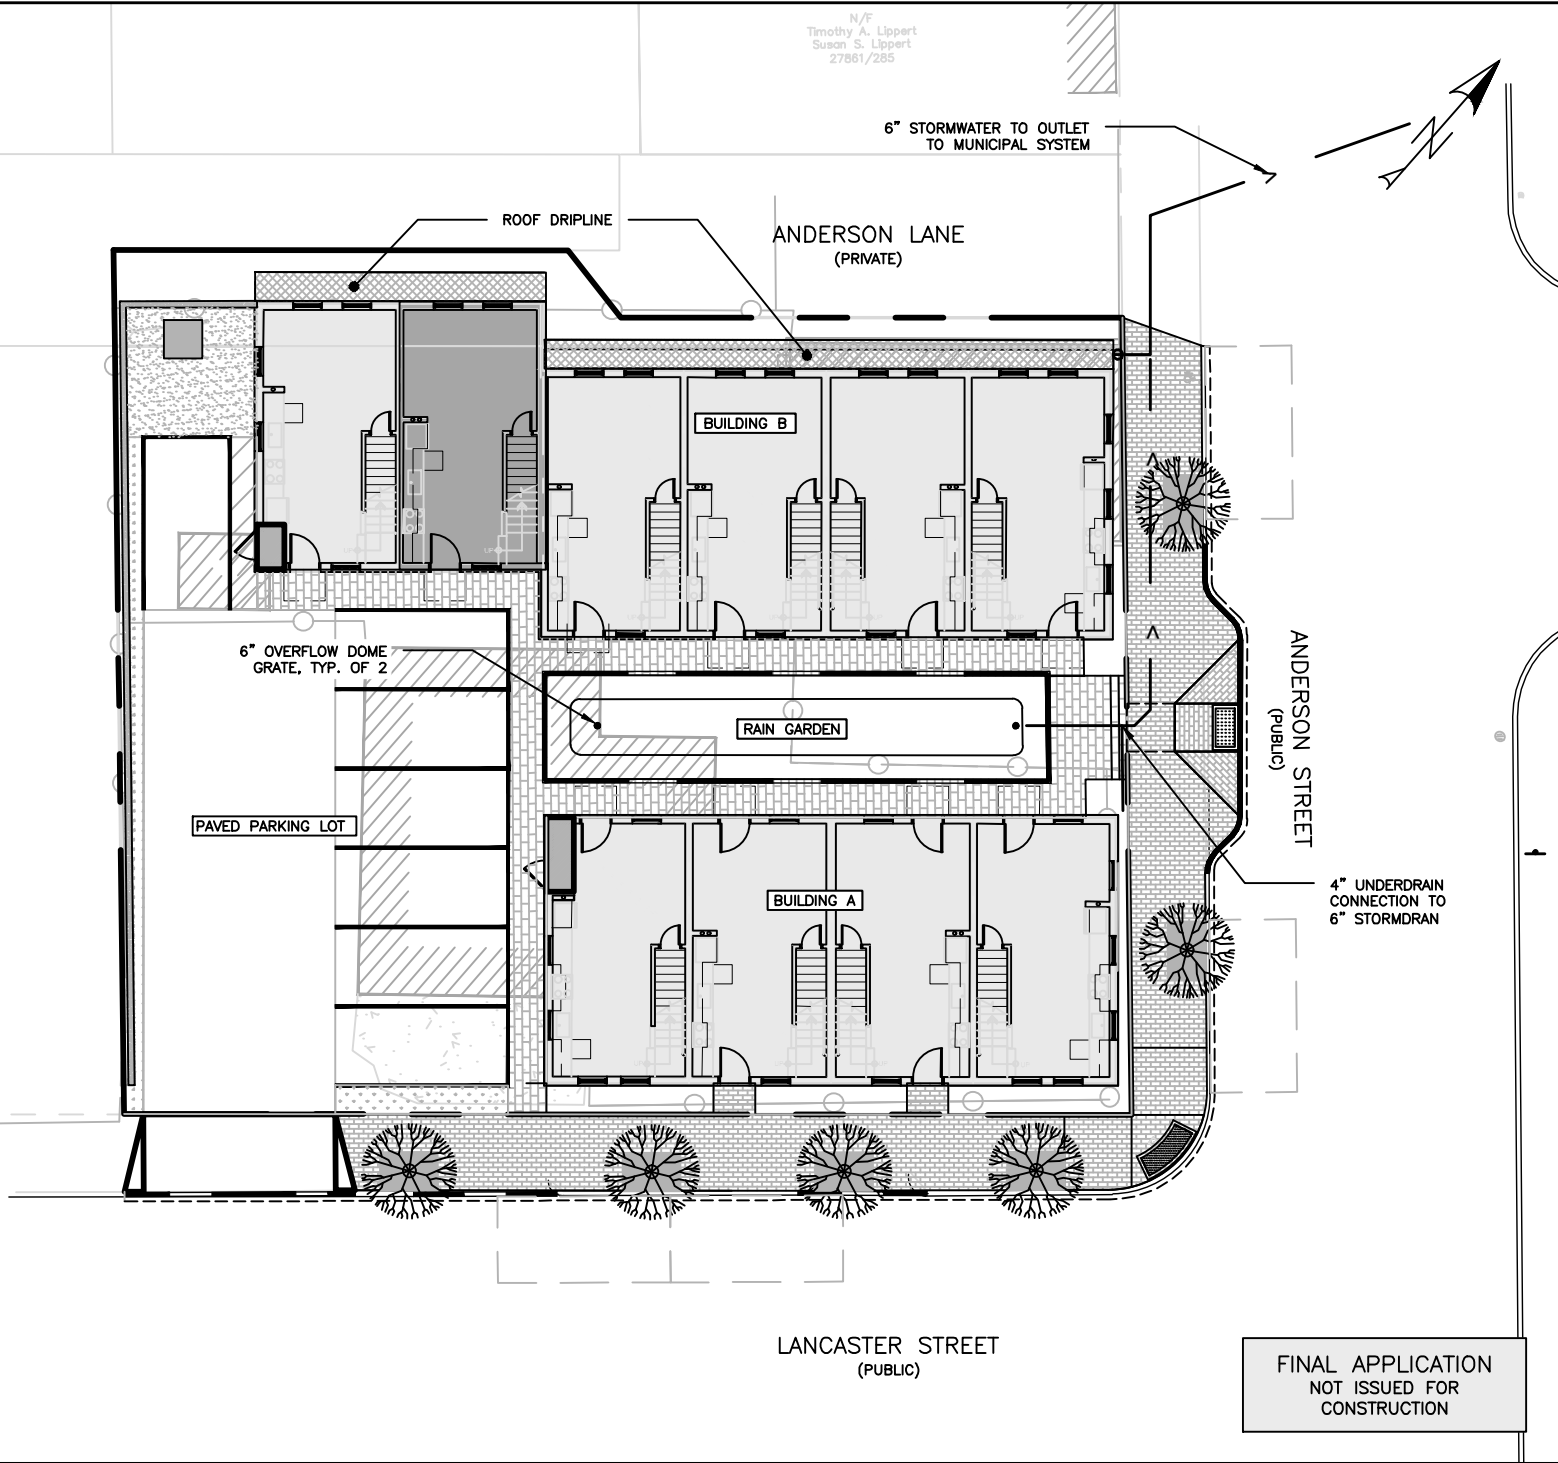 N/F
Timothy A. Lippert
Susan S. Lippert
27861/285
6" STORMWATER TO OUTLET
TO MUNICIPAL SYSTEM
N
ROOF DRIPLINE
ANDERSON LANE
(PRIVATE)
BUILDING B
6" OVERFLOW DOME
GRATE, TYP. OF 2
RAIN GARDEN
ANDERSON STREET
(PUBLIC)
PAVED PARKING LOT
BUILDING A
4" UNDERDRAIN
CONNECTION TO
6" STORMDRAN
LANCASTER STREET
(PUBLIC)
FINAL APPLICATION
NOT ISSUED FOR
CONSTRUCTION